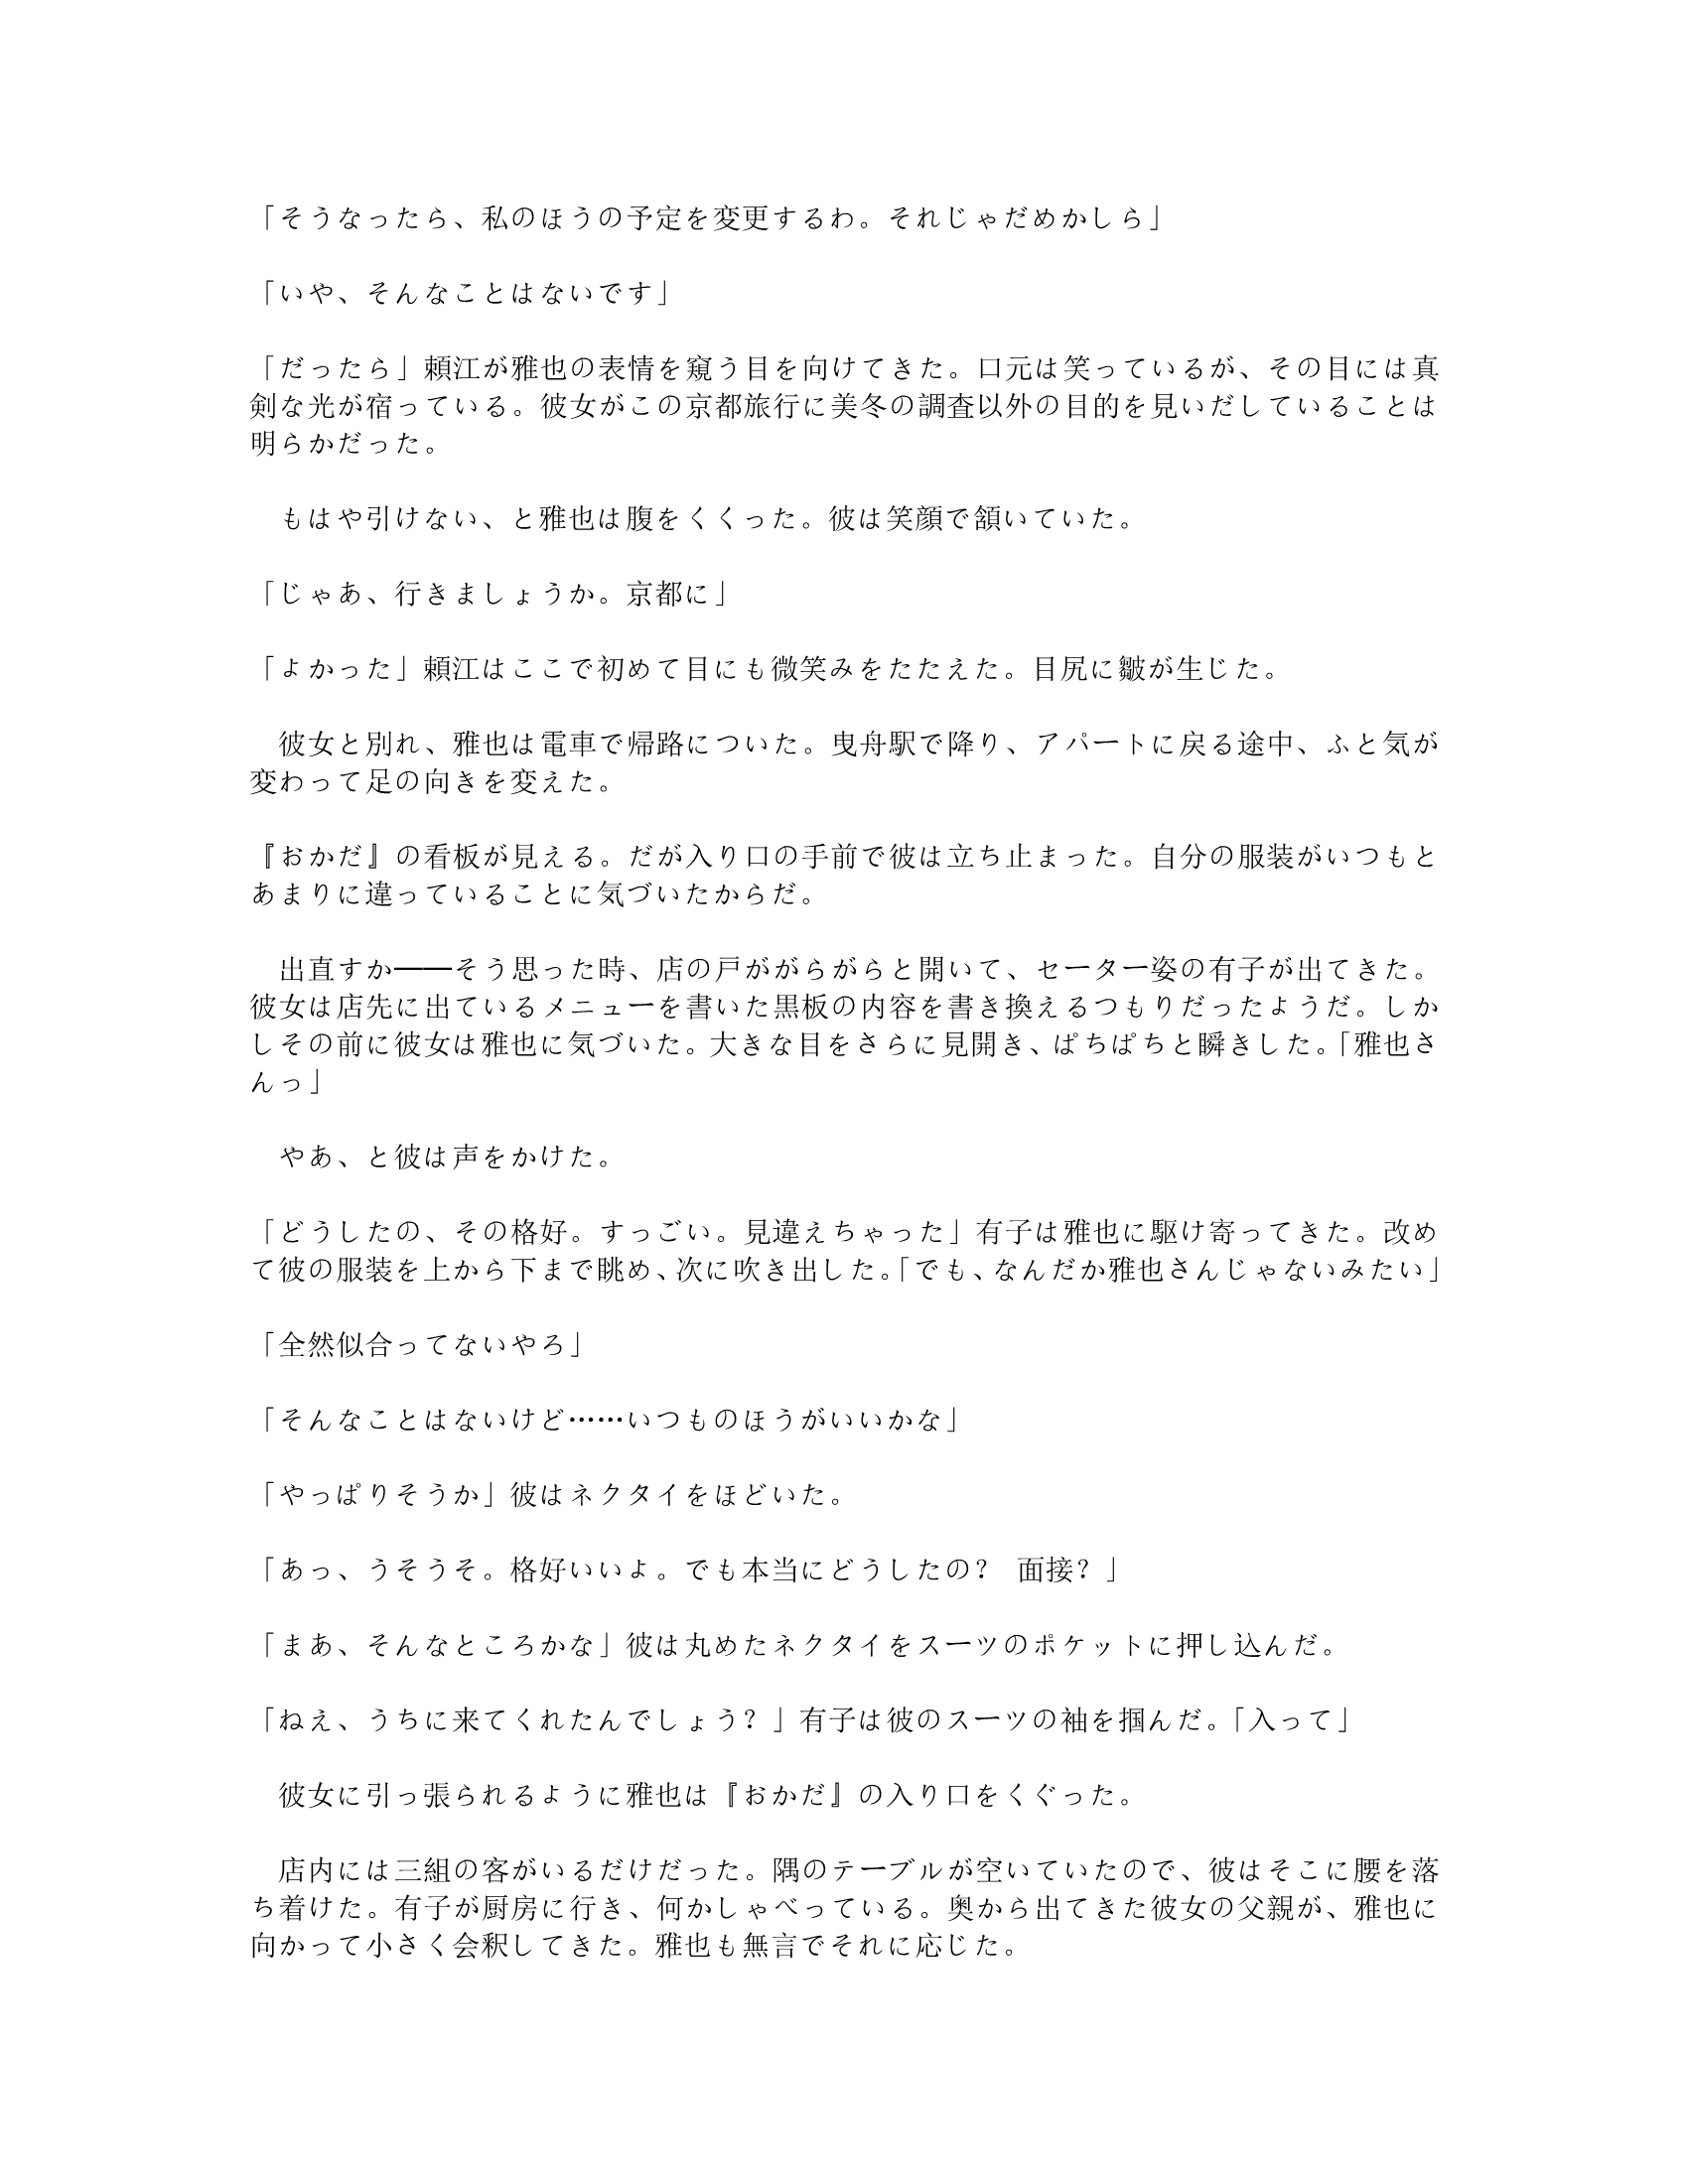 「そうなったら、私のほうの予定を変更するわ。それじゃだめかしら」
「いや、そんなことはないです」
「だったら」頼江が雅也の表情を窺う目を向けてきた。口元は笑っているが、その目には真
剣な光が宿っている。彼女がこの京都旅行に美冬の調査以外の目的を見いだしていることは
明らかだった。
　もはや引けない、と雅也は腹をくくった。彼は笑顔で頷いていた。
「じゃあ、行きましょうか。京都に」
「よかった」頼江はここで初めて目にも微笑みをたたえた。目尻に皺が生じた。
　彼女と別れ、雅也は電車で帰路についた。曳舟駅で降り、アパートに戻る途中、ふと気が
変わって足の向きを変えた。
『おかだ』の看板が見える。だが入り口の手前で彼は立ち止まった。自分の服装がいつもと
あまりに違っていることに気づいたからだ。
　出直すか――そう思った時、店の戸ががらがらと開いて、セーター姿の有子が出てきた。
彼女は店先に出ているメニューを書いた黒板の内容を書き換えるつもりだったようだ。しか
しその前に彼女は雅也に気づいた。大きな目をさらに見開き、ぱちぱちと瞬きした。「雅也さ
んっ」
　やあ、と彼は声をかけた。
「どうしたの、その格好。すっごい。見違えちゃった」有子は雅也に駆け寄ってきた。改め
て彼の服装を上から下まで眺め、次に吹き出した。「でも、なんだか雅也さんじゃないみたい」
「全然似合ってないやろ」
「そんなことはないけど……いつものほうがいいかな」
「やっぱりそうか」彼はネクタイをほどいた。
「あっ、うそうそ。格好いいよ。でも本当にどうしたの？　面接？」
「まあ、そんなところかな」彼は丸めたネクタイをスーツのポケットに押し込んだ。
「ねえ、うちに来てくれたんでしょう？」有子は彼のスーツの袖を掴んだ。「入って」
　彼女に引っ張られるように雅也は『おかだ』の入り口をくぐった。
　店内には三組の客がいるだけだった。隅のテーブルが空いていたので、彼はそこに腰を落
ち着けた。有子が厨房に行き、何かしゃべっている。奥から出てきた彼女の父親が、雅也に
向かって小さく会釈してきた。雅也も無言でそれに応じた。